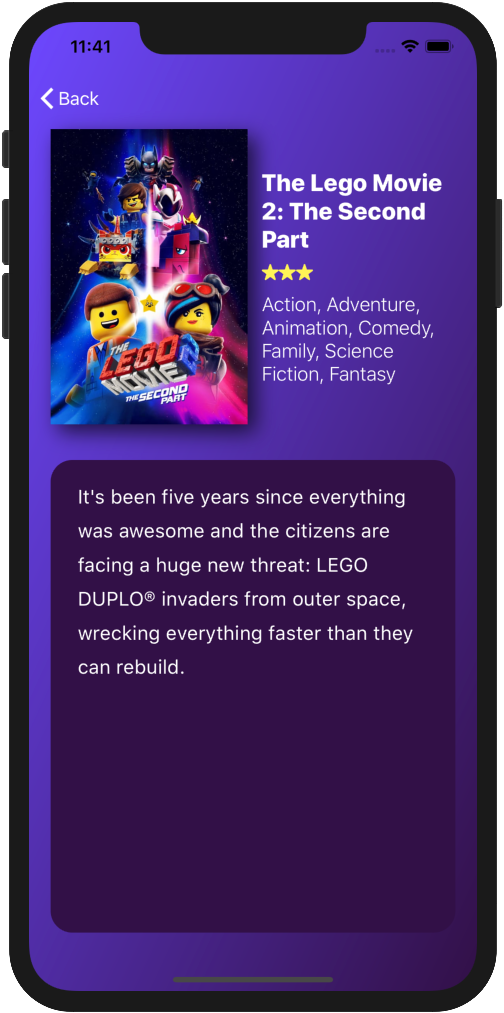 11:41
Back
The Lego Movie
2: The Second
Part
Action, Adventure,
Animation, Comedy,
Family, Science
Fiction, Fantasy
THE
LEGO
MOVIE 2
THE SECOND
PART
It's been five years since everything
was awesome and the citizens are
facing a huge new threat: LEGO
DUPLO® invaders from outer space,
wrecking everything faster than they
can rebuild.